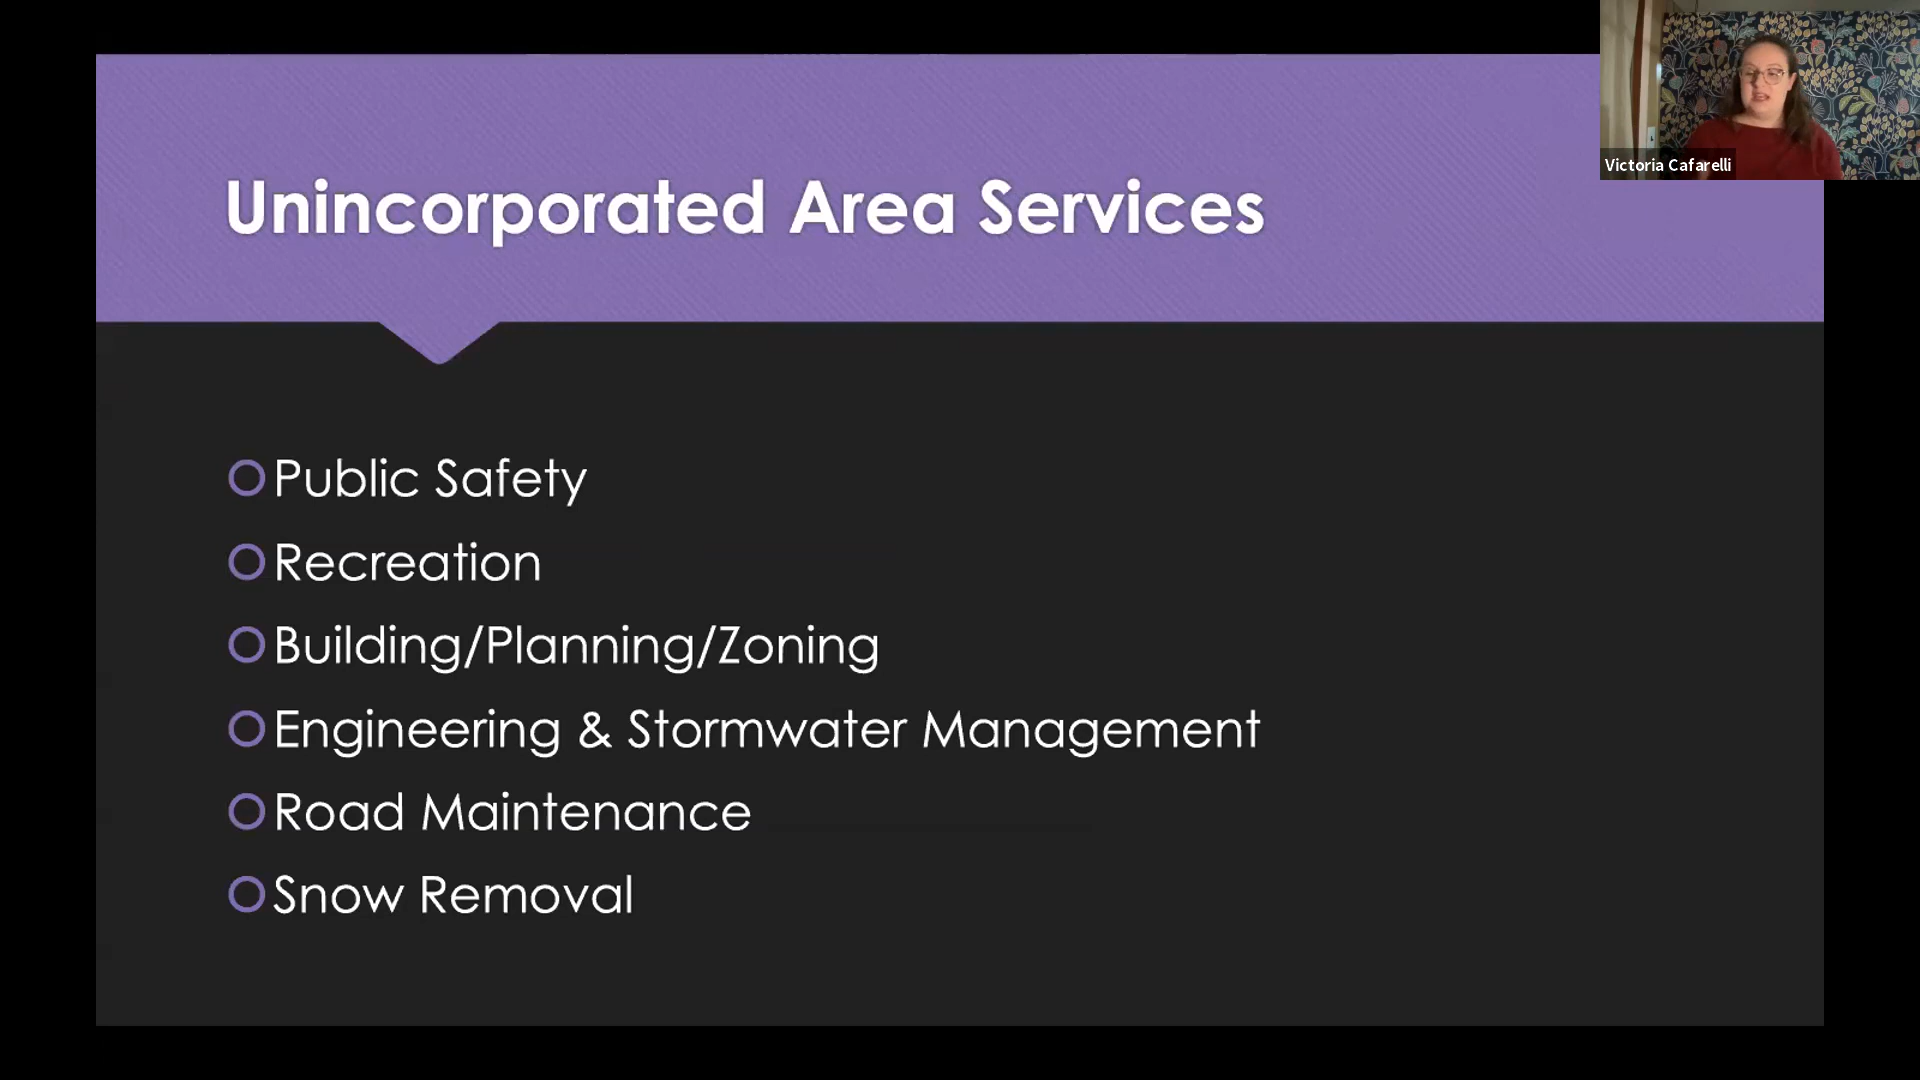 Unincorporated Area Services
Public Safety
Recreation
Building/Planning/Zoning
Engineering & Stormwater Management
Road Maintenance
Snow Removal
Victoria Cafarelli